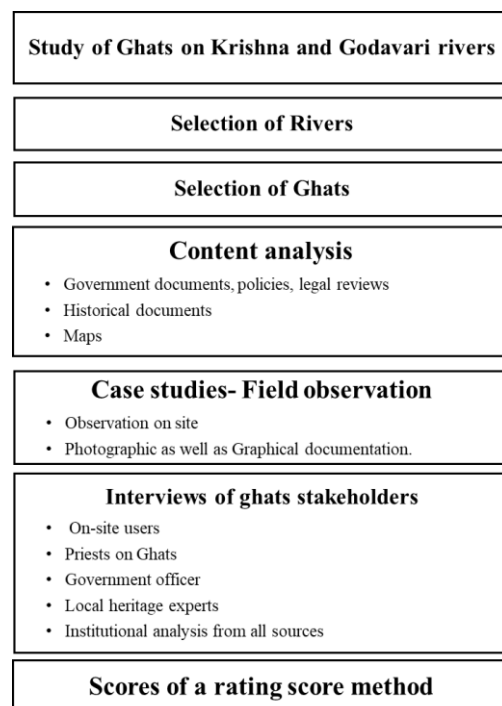 Study of Ghats on Krishna and Godavari rivers
Selection of Rivers
Selection of Ghats
Content analysis
• Government documents, policies, legal reviews
• Historical documents
• Maps
Case studies- Field observation
• Observation on site
• Photographic as well as Graphical documentation.
Interviews of ghats stakeholders
• On-site users
• Priests on Ghats
• Government officer
• Local heritage experts
• Institutional analysis from all sources
Scores of a rating score method